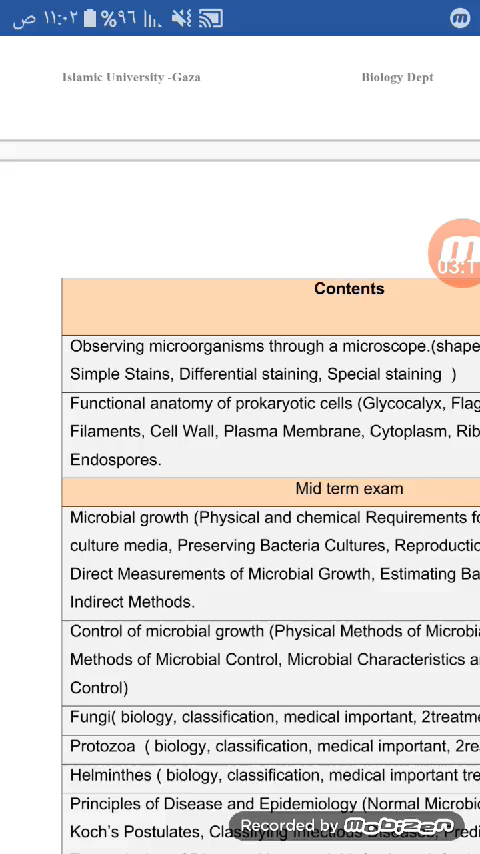 ص ١١:٠٢ %٩٦
Islamic University -Gaza Biology Dept
03:1
Contents
Observing microorganisms through a microscope.(shape
Simple Stains, Differential staining, Special staining )
Functional anatomy of prokaryotic cells (Glycocalyx, Flag
Filaments, Cell Wall, Plasma Membrane, Cytoplasm, Rib
Endospores.
Mid term exam
Microbial growth (Physical and chemical Requirements fo
culture media, Preserving Bacteria Cultures, Reproductio
Direct Measurements of Microbial Growth, Estimating Ba
Indirect Methods.
Control of microbial growth (Physical Methods of Microbi
Methods of Microbial Control, Microbial Characteristics a
Control)
Fungi( biology, classification, medical important, 2treatme
Protozoa ( biology, classification, medical important, 2re
Helminthes ( biology, classification, medical important tre
Principles of Disease and Epidemiology (Normal Microbio
Koch's Postulates, Classifying Infectious Diseases, Predi
Recorded by mobizen